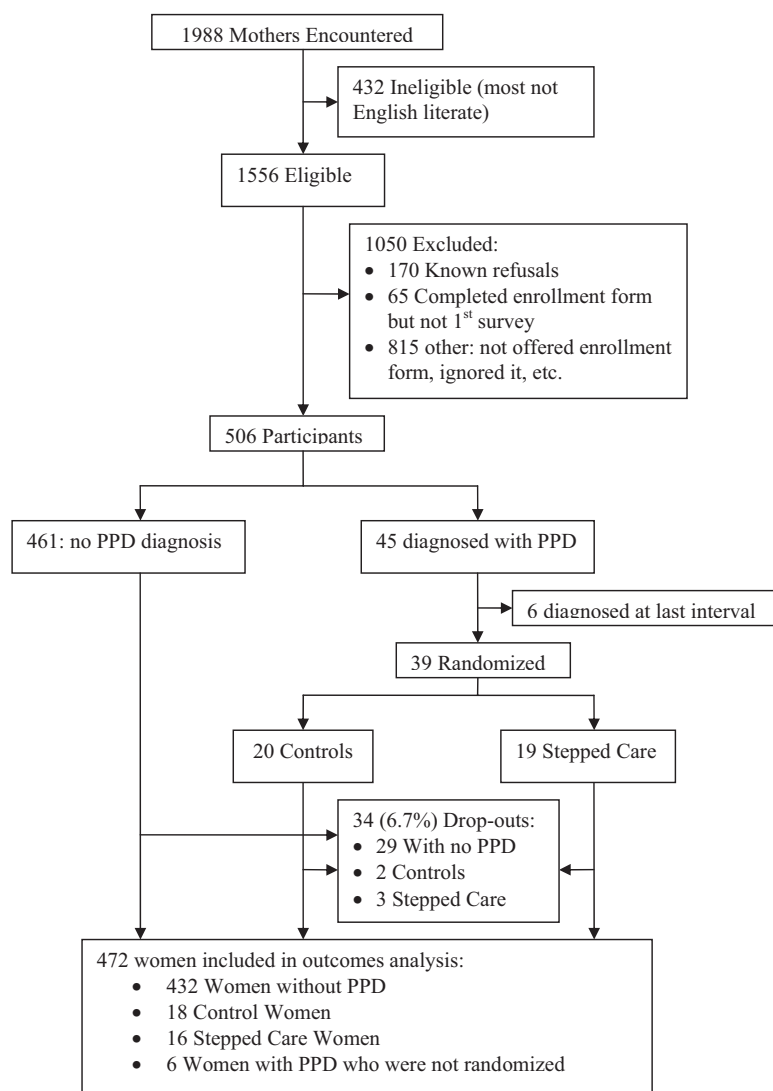 1988 Mothers Encountered
432 Ineligible (most not
English literate)
1556 Eligible
1050 Excluded:
• 170 Known refusals
• 65 Completed enrollment form
but not 1st survey
• 815 other: not offered enrollment
form, ignored it, etc.
506 Participants
461: no PPD diagnosis
45 diagnosed with PPD
6 diagnosed at last interval
39 Randomized
20 Controls
19 Stepped Care
34 (6.7%) Drop-outs:
• 29 With no PPD
• 2 Controls
• 3 Stepped Care
472 women included in outcomes analysis:
• 432 Women without PPD
• 18 Control Women
• 16 Stepped Care Women
• 6 Women with PPD who were not randomized